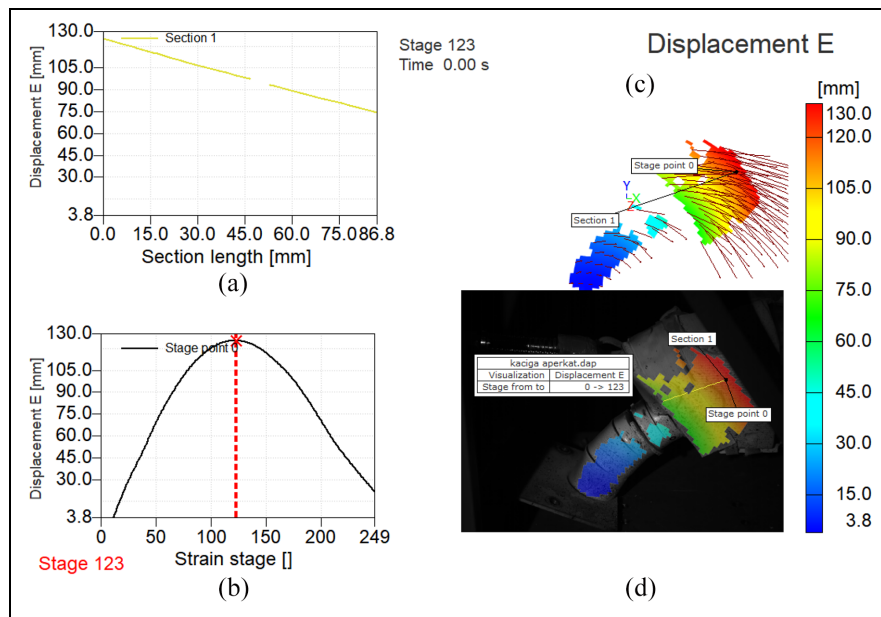 130.0
Section 1
105.0
90.0
75.0
60.0
45.0
30.0
3.8
Displacement E [mm]
0.0 15.0 30.0 45.0 60.0 75.086.8
Section length [mm]
(a)
Stage 123
Time 0.00 s
Displacement E
(c)
[mm]
130.0
120.0
105.0
90.0
75.0
60.0
45.0
30.0
15.0
3.8
Stage point 0
Y
X
Z
Section 1
130.0
Stage point 0
105.0
90.0
75.0
60.0
45.0
30.0
3.8
Displacement E [mm]
0 50 100 150 200 249
Strain stage []
Stage 123
(b)
Section 1
kaciga aperkat.dap
Visualization Displacement E
Stage from to 0 -> 123
Stage point 0
(d)